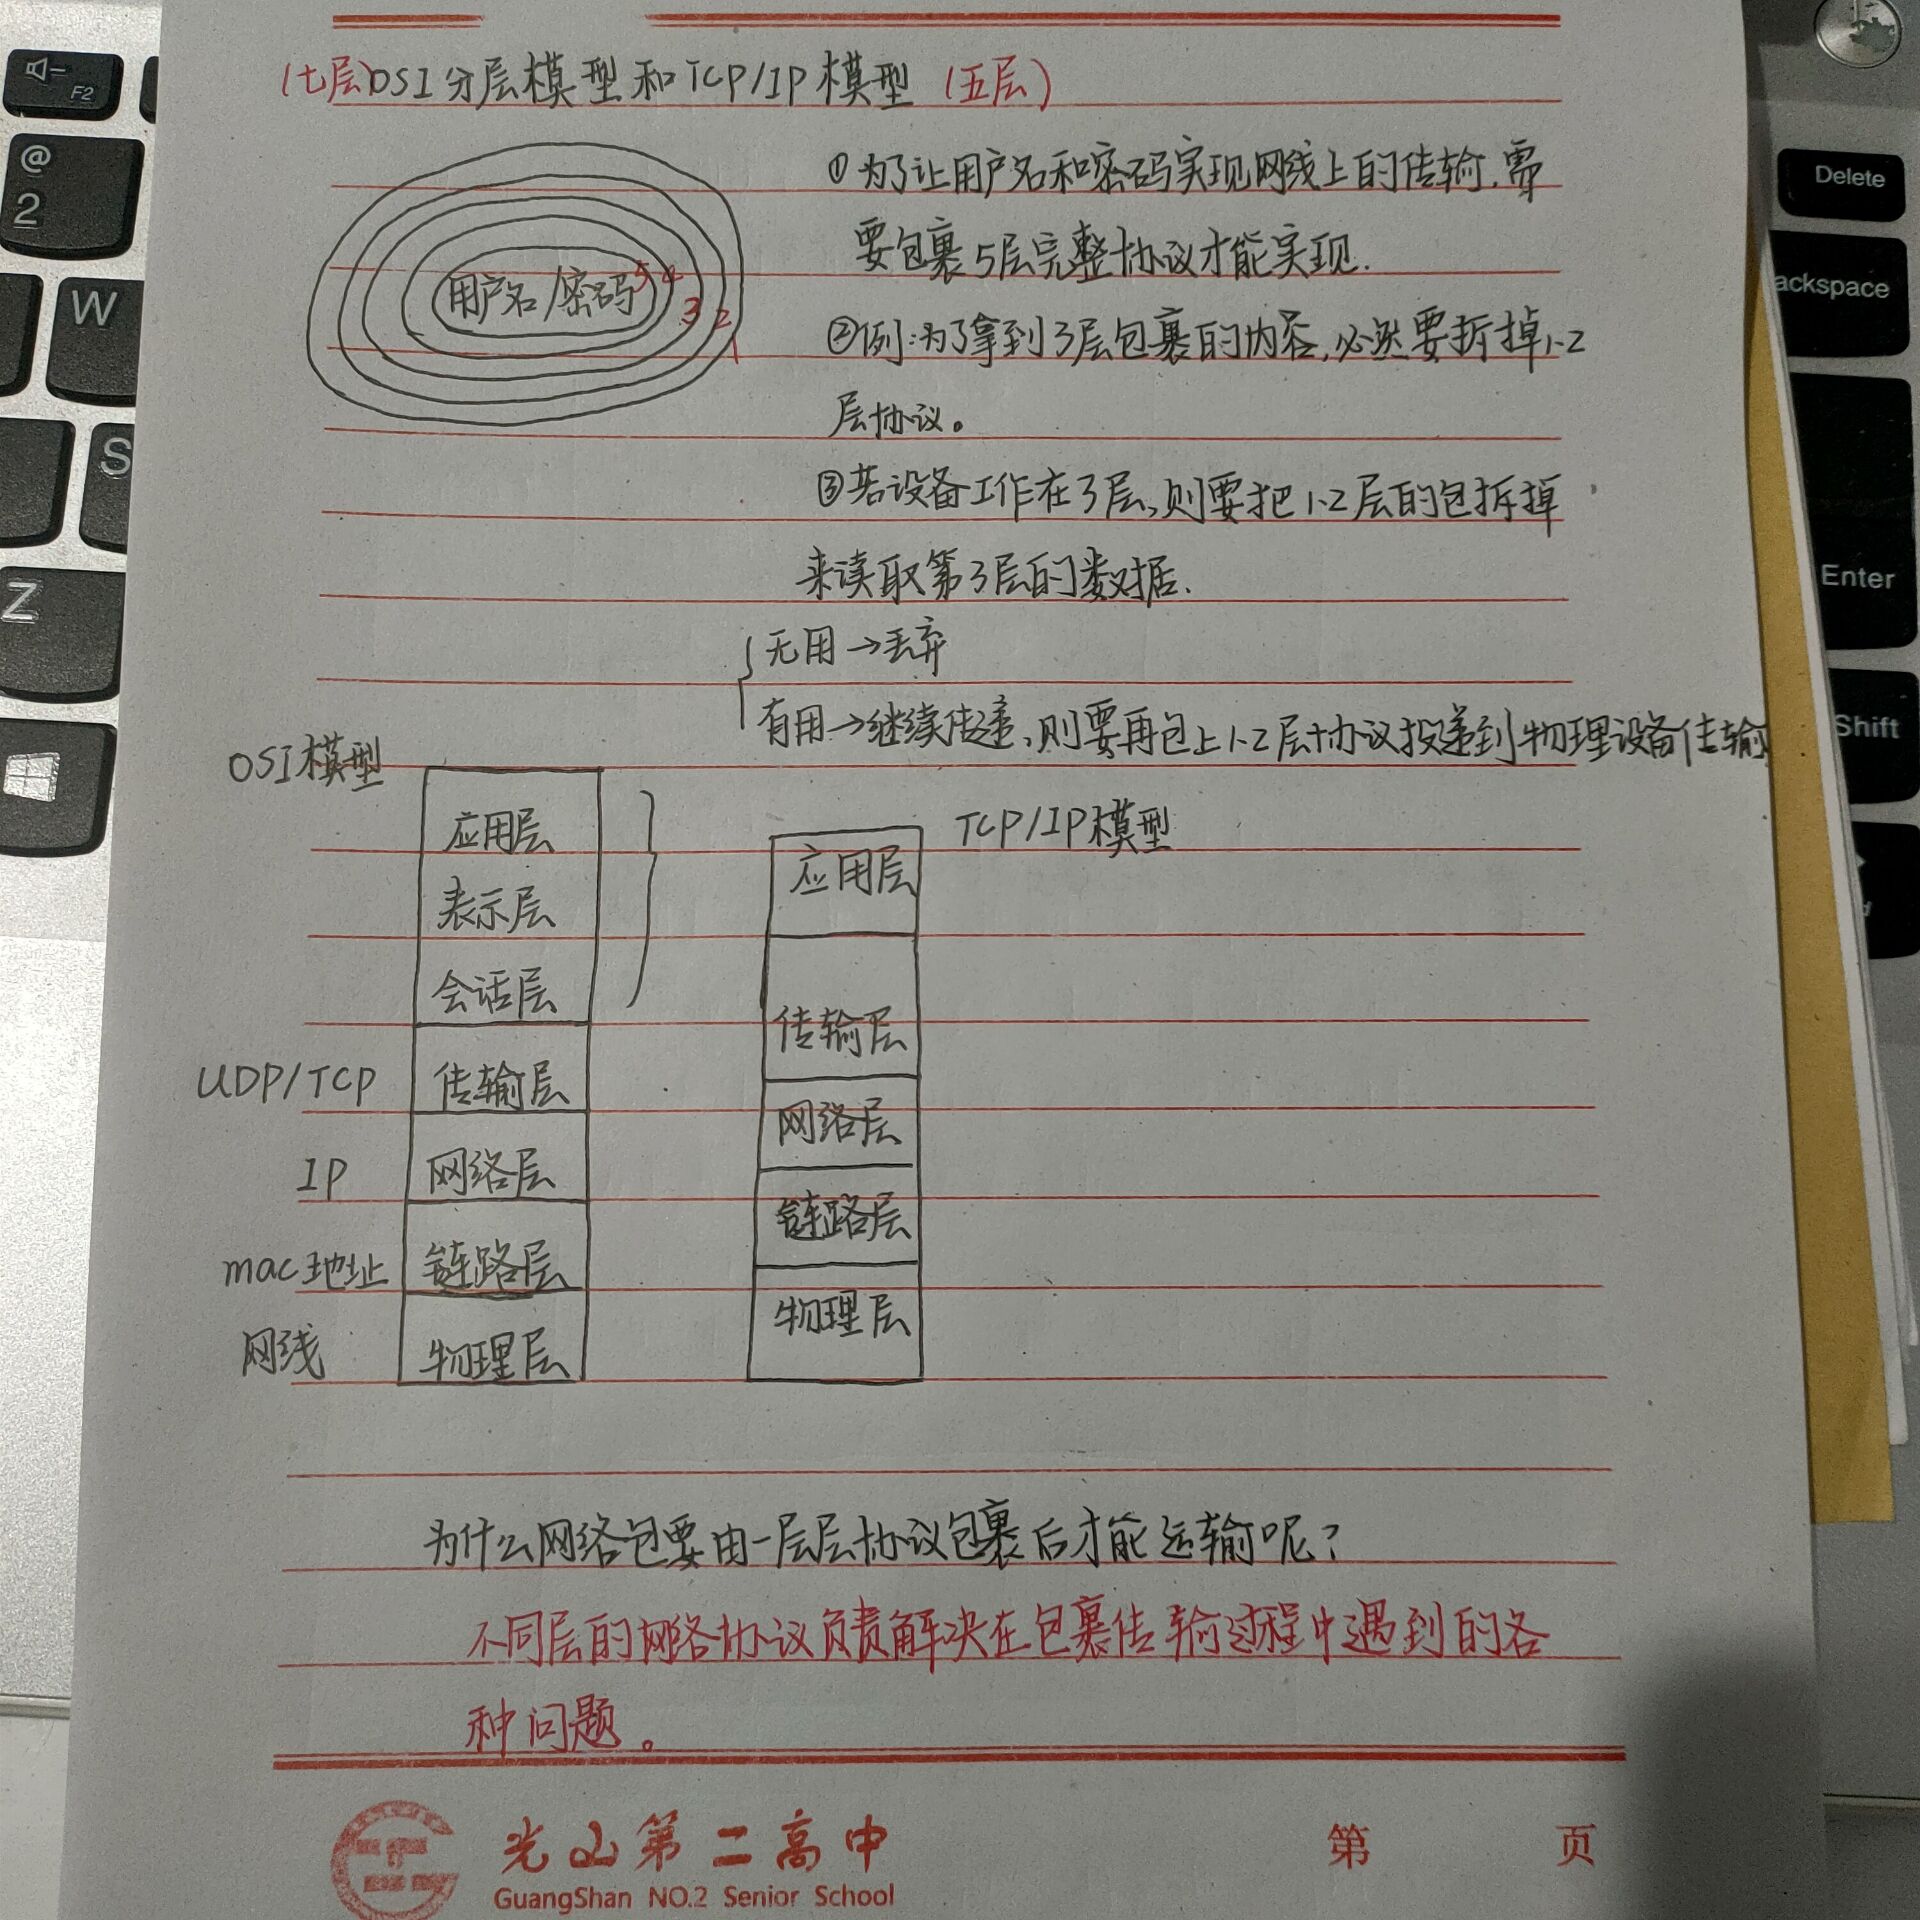 (七层)OSI分层模型和TCP/IP模型(五层)
用户名/密码
5
4
3
2
1
①为了让用户名和密码实现网线上的传输,需
要包裹5层完整协议才能实现.
②例:为了拿到3层包裹的内容,必然要拆掉1-2
层协议。
③若设备工作在3层,则要把1-2层的包拆掉
来读取第3层的数据.
无用→丢弃
有用→继续传递,则要再包上1-2层协议投递到物理设备传输
OSI模型
应用层
表示层
会话层
UDP/TCP 传输层
IP 网络层
mac地址 链路层
网线 物理层
TCP/IP模型
应用层
传输层
网络层
链路层
物理层
为什么网络包要由一层层协议包裹后才能运输呢?
不同层的网络协议负责解决在包裹传输过程中遇到的各
种问题。
光山第二高中
GuangShan NO.2 Senior School
第 页
F2
@
2
W
S
Z
Delete
ackspace
Enter
Shift